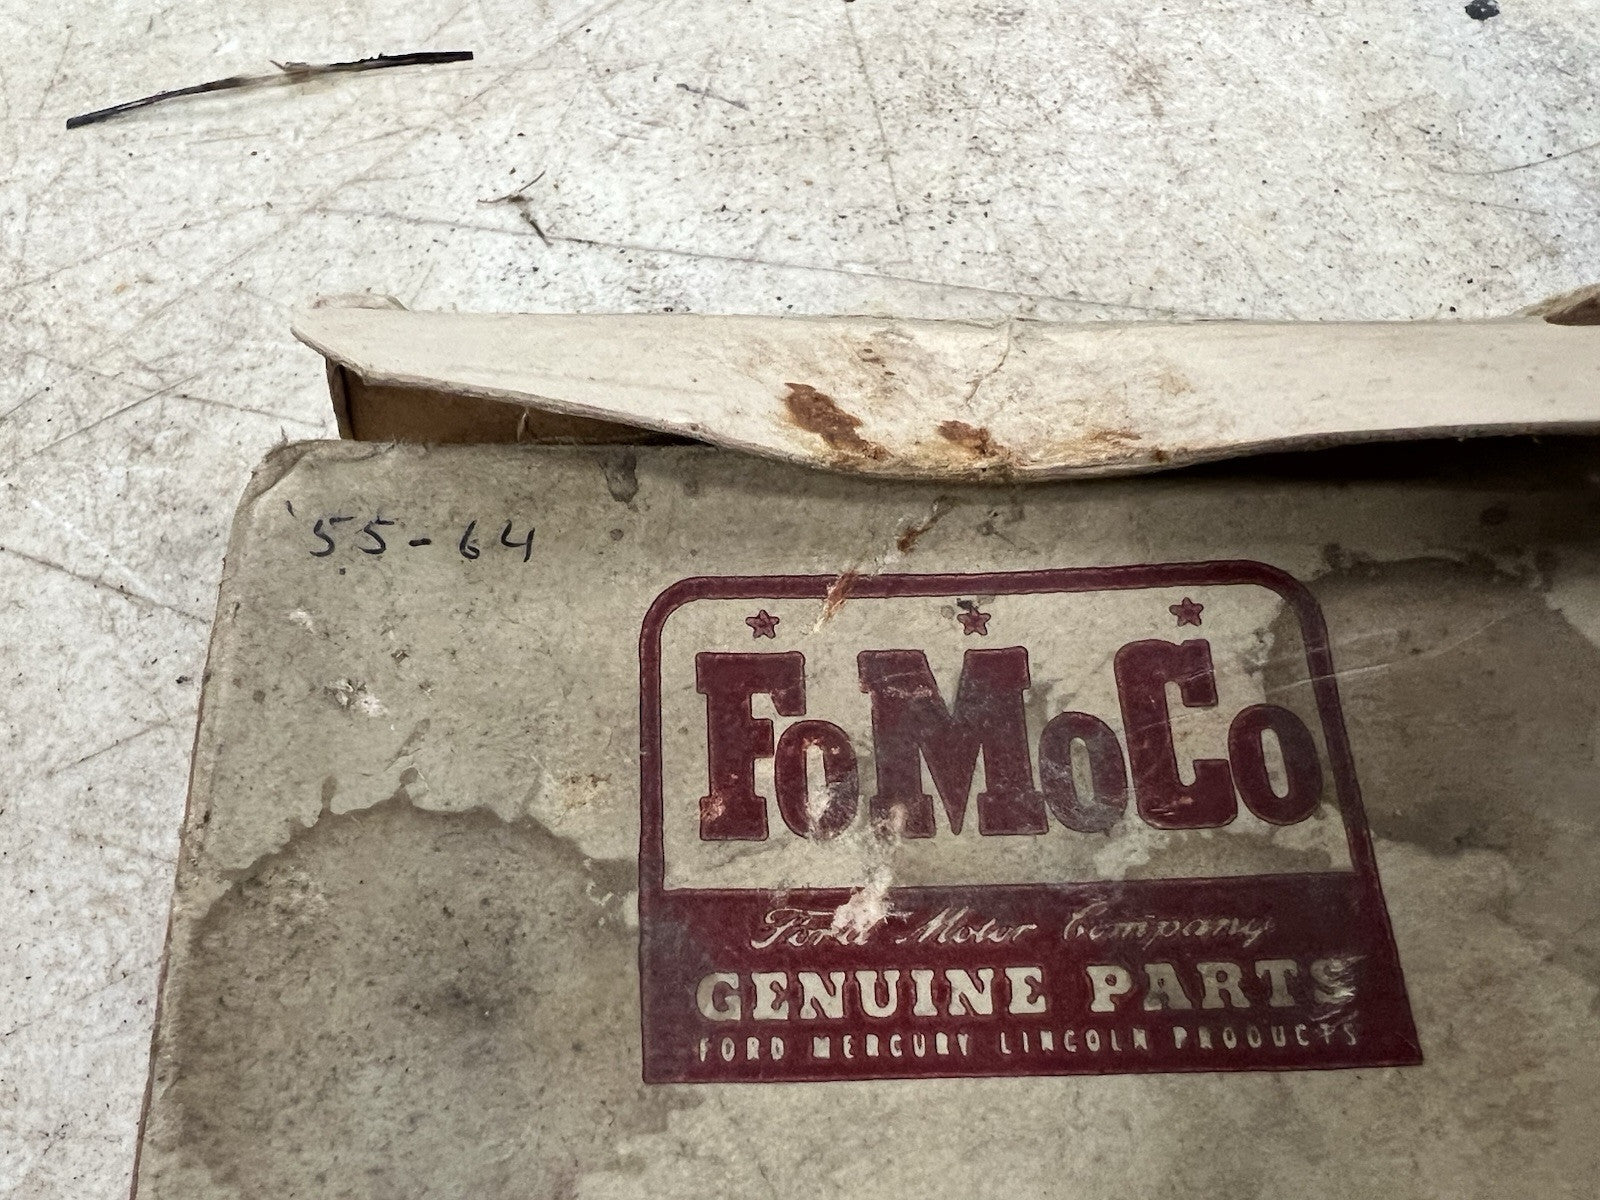 '55-64
FoMoCo
Ford Motor Company
GENUINE PARTS
FORD MERCURY LINCOLN PRODUCTS